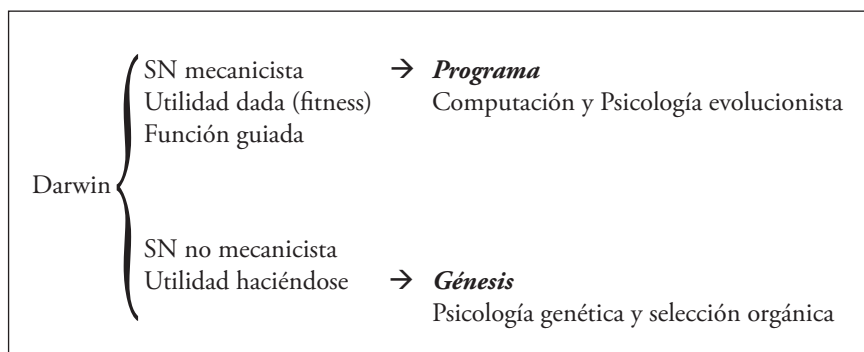 SN mecanicista → Programa
Utilidad dada (fitness) Computación y Psicología evolucionista
Función guiada
Darwin
SN no mecanicista
Utilidad haciéndose → Génesis
Psicología genética y selección orgánica